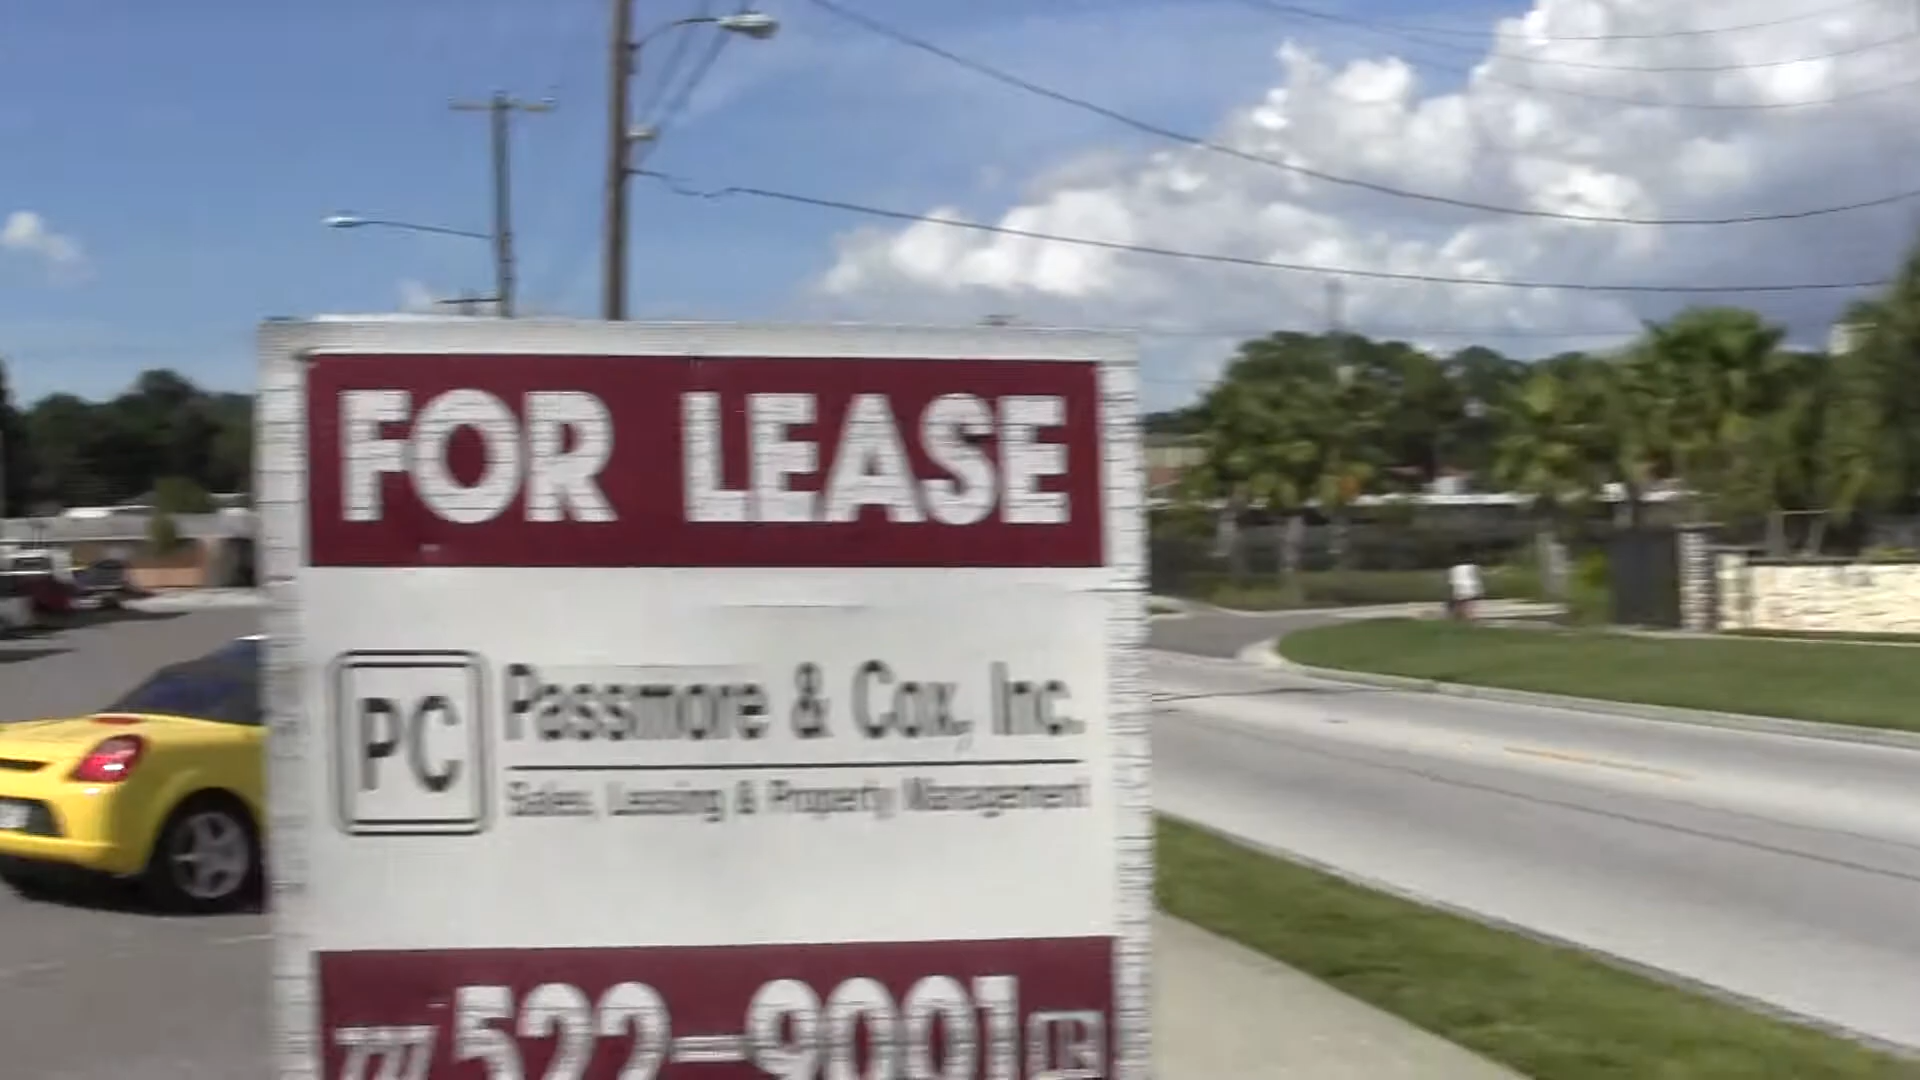 FOR LEASE
PC
Passmore & Cox, Inc.
Sales, Leasing & Property Management
727 522-9001 R